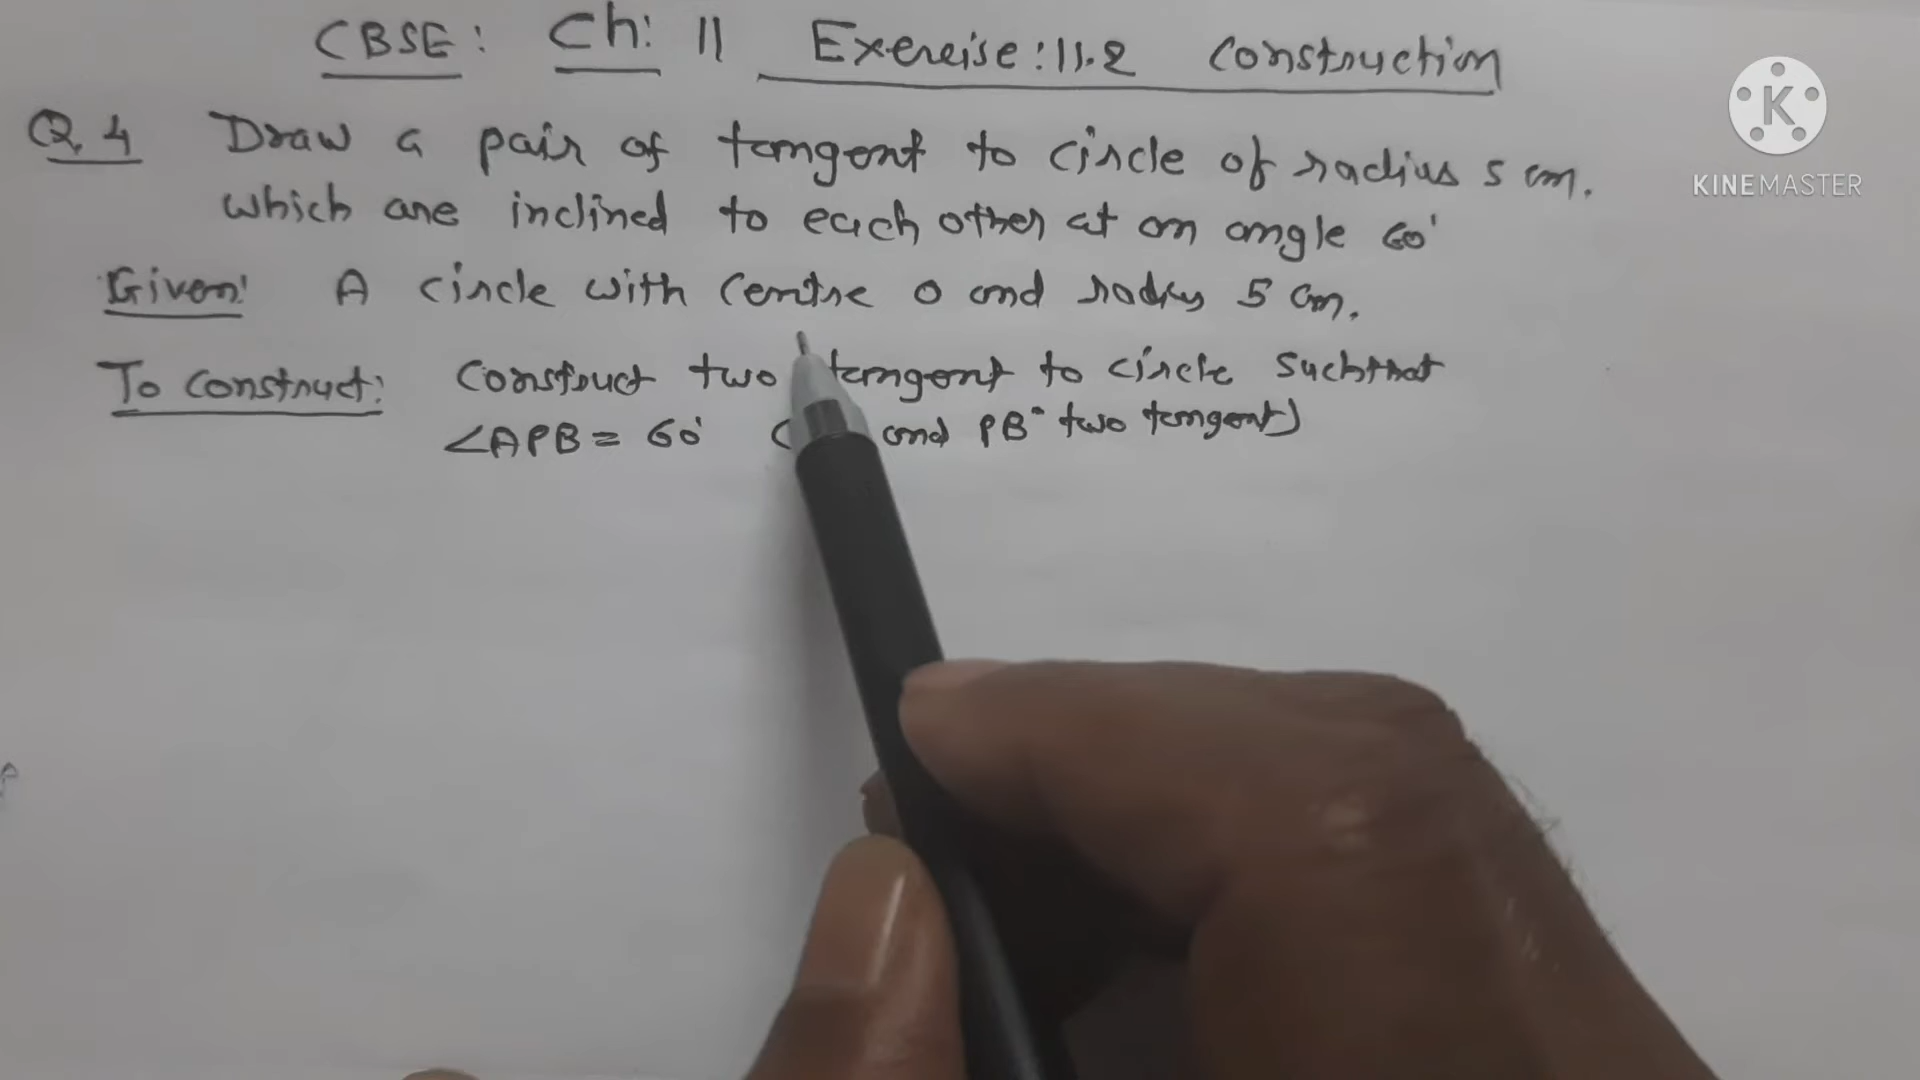 CBSE: Ch: 11 Exercise: 11.2 construction
Q.4 Draw a pair of tangent to circle of radius 5 cm.
which are inclined to each other at an angle 60°
Given: A circle with centre O and radius 5 cm.
To construct: construct two tangent to circle such that
∠APB = 60° ( and PB two tangent)
K
KINEMASTER